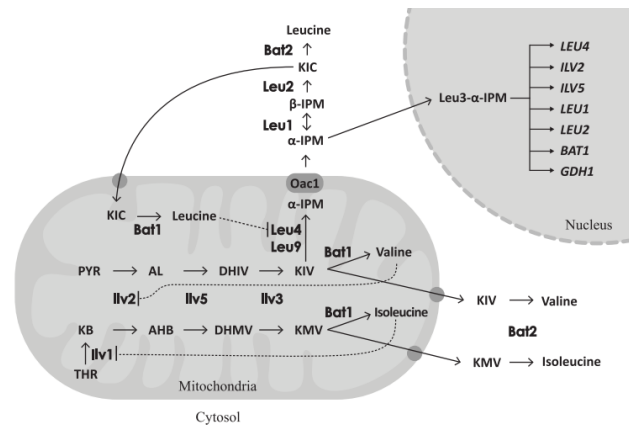 Leucine
Bat2
KIC
Leu2
β-IPM
Leu1
α-IPM
Leu3-α-IPM
LEU4
ILV2
ILV5
LEU1
LEU2
BAT1
GDH1
Nucleus
Oac1
α-IPM
KIC
Bat1
Leucine
Leu4
Leu9
PYR
AL
DHIV
KIV
Bat1
Valine
Ilv2
Ilv5
Ilv3
KB
AHB
DHMV
KMV
Bat1
Isoleucine
Ilv1
THR
Mitochondria
Cytosol
KIV
Valine
Bat2
KMV
Isoleucine